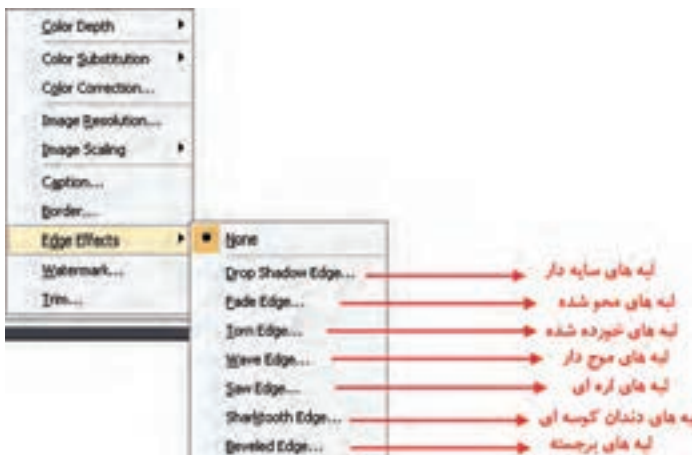 Color Depth
Color Substitution
Color Correction...
Image Resolution...
Image Scaling
Caption...
Border...
Edge Effects
Watermark...
Trim...
None
Drop Shadow Edge... لبه های سایه دار
Fade Edge... لبه های محو شده
Torn Edge... لبه های خورده شده
Wave Edge... لبه های موج دار
Saw Edge... لبه های اره ای
Sharktooth Edge... به های دندان کوسه ای
Beveled Edge... لبه های برجسته